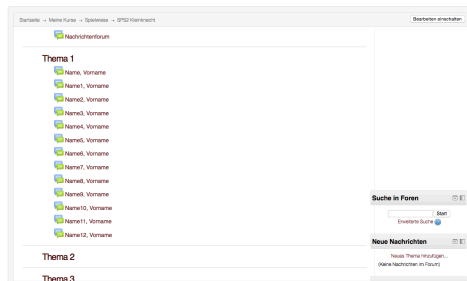 Startseite → Meine Kurse → Spielwiese → SPS2 Kleinknecht
Bearbeiten einschalten
Nachrichtenforum
Thema 1
Name, Vorname
Name1, Vorname
Name2, Vorname
Name3, Vorname
Name4, Vorname
Name5, Vorname
Name6, Vorname
Name7, Vorname
Name8, Vorname
Name9, Vorname
Name10, Vorname
Name11, Vorname
Name12, Vorname
Thema 2
Thema 3
Suche in Foren
Start
Erweiterte Suche
Neue Nachrichten
Neues Thema hinzufügen...
(Keine Nachrichten im Forum)